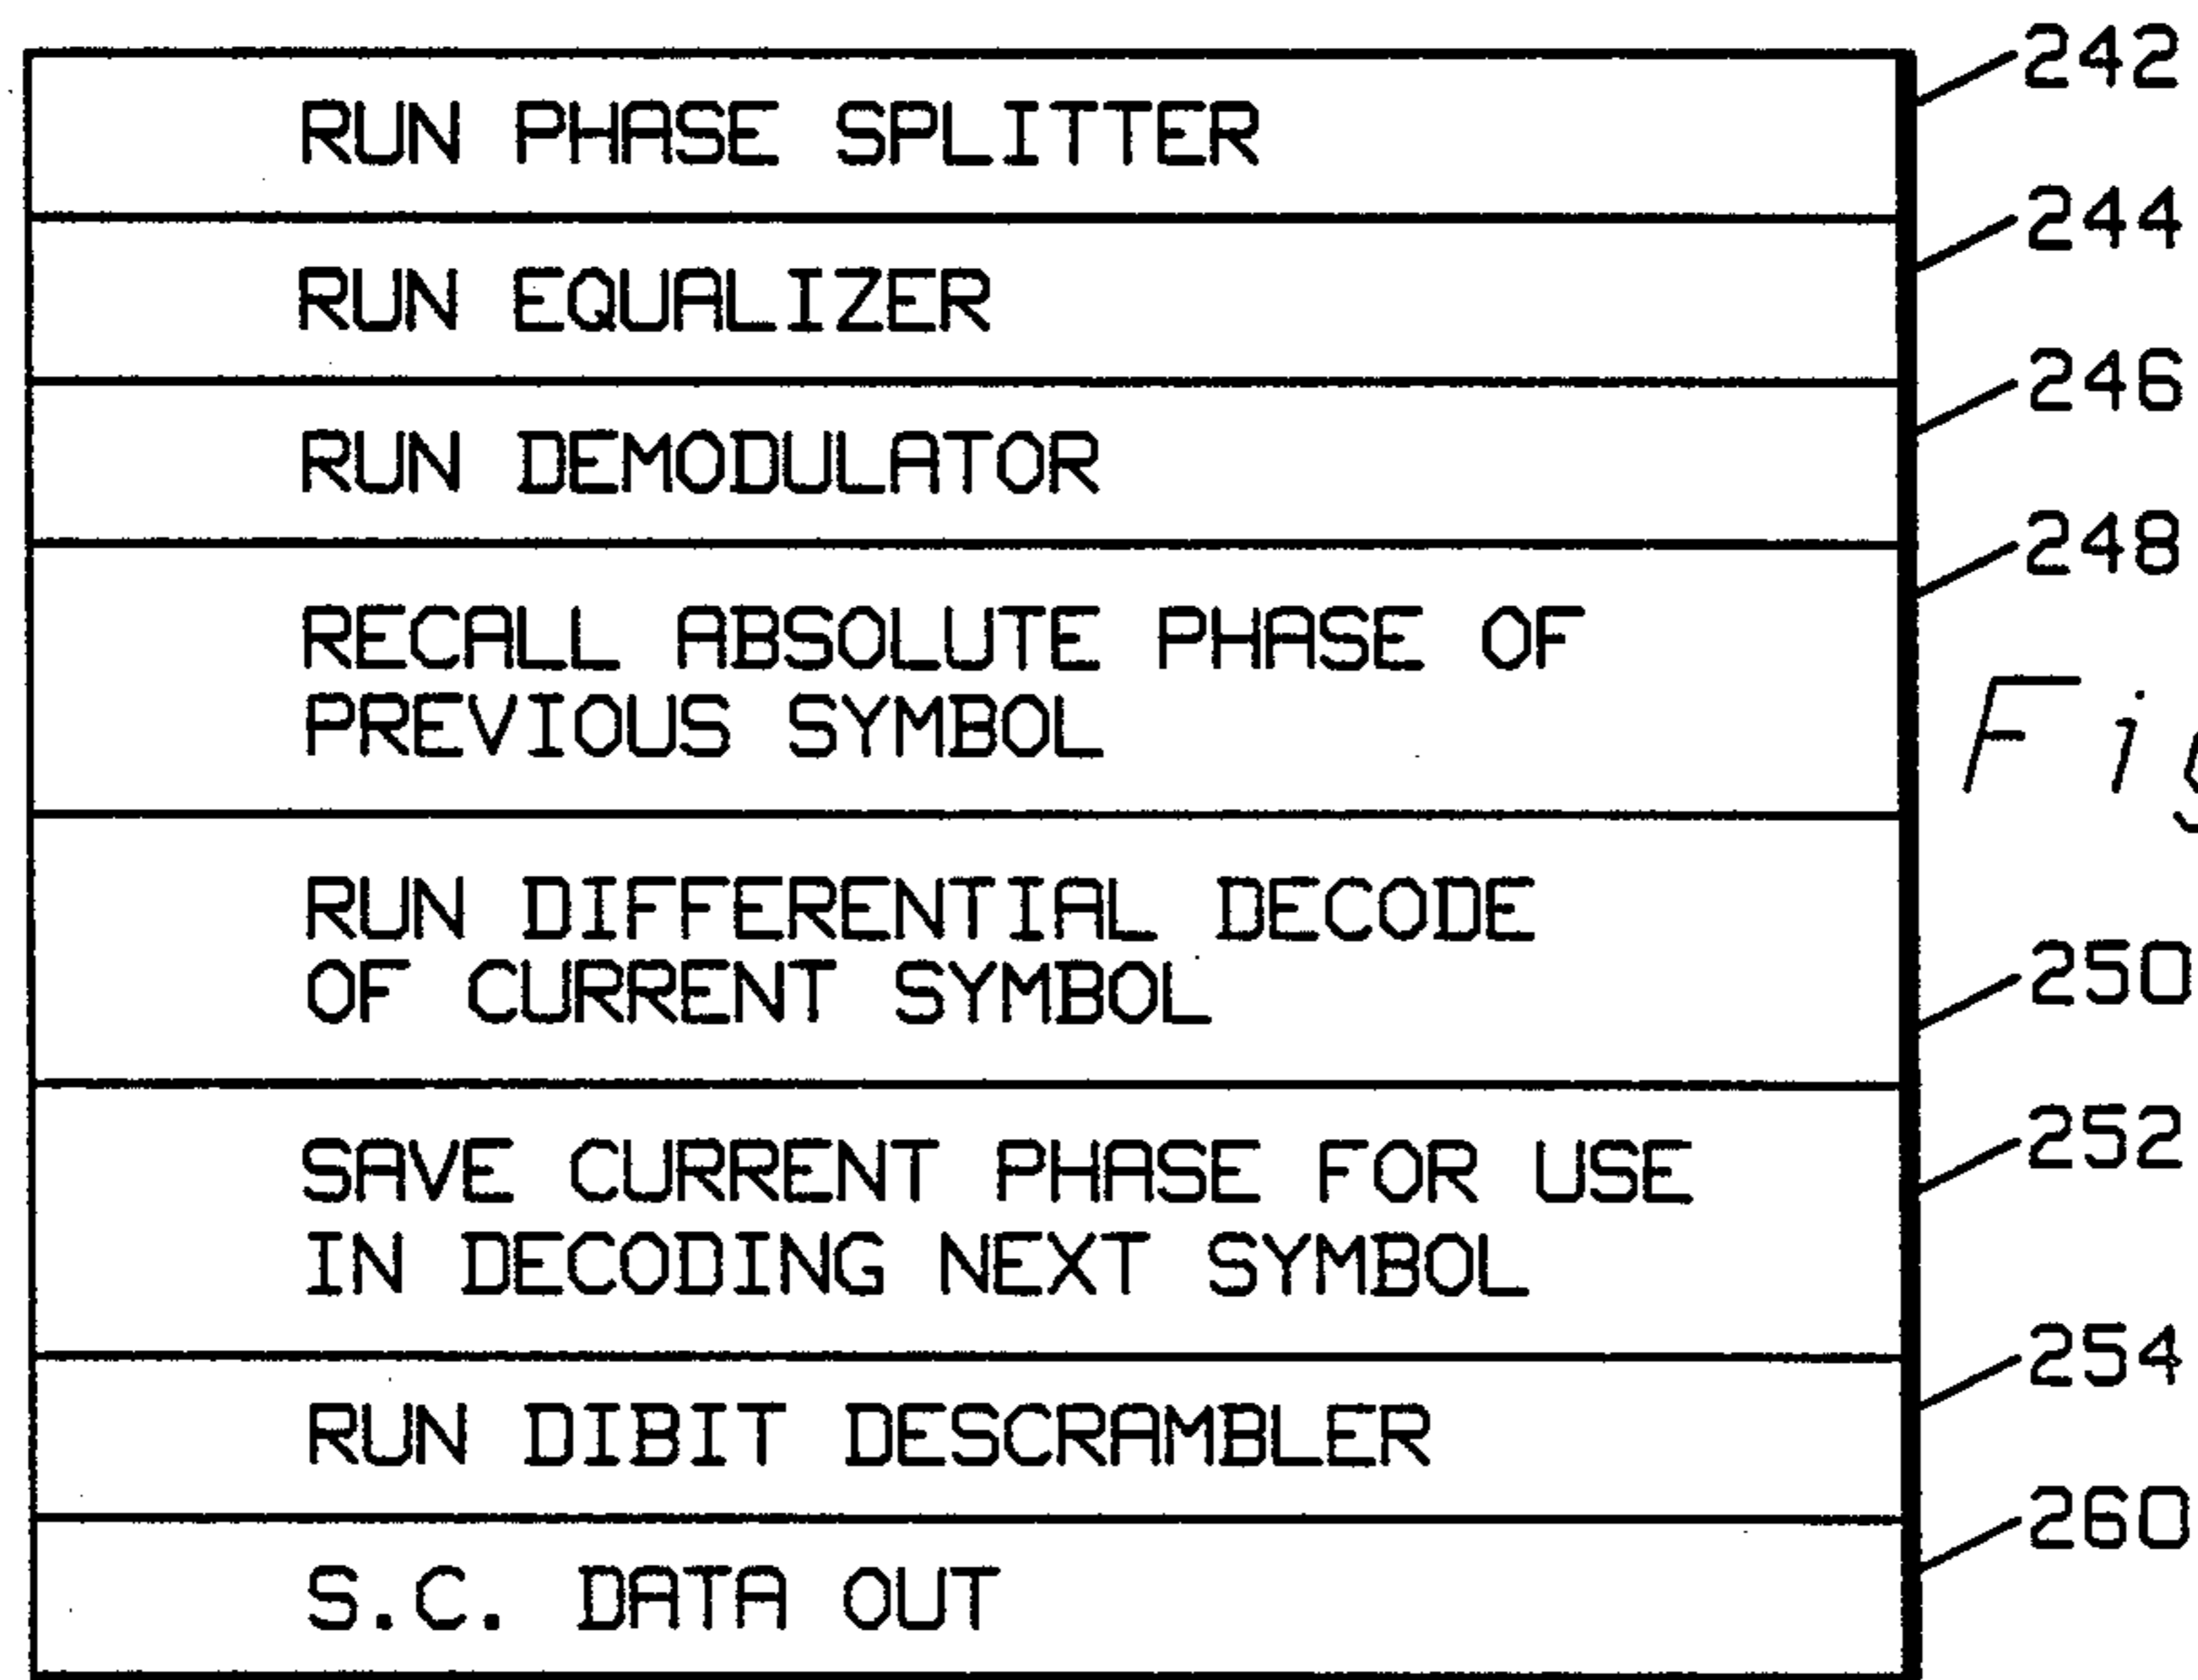 242
RUN PHASE SPLITTER
244
RUN EQUALIZER
246
RUN DEMODULATOR
248
RECALL ABSOLUTE PHASE OF
PREVIOUS SYMBOL
RUN DIFFERENTIAL DECODE
OF CURRENT SYMBOL
250
252
SAVE CURRENT PHASE FOR USE
IN DECODING NEXT SYMBOL
254
RUN DIBIT DESCRAMBLER
260
S.C. DATA OUT